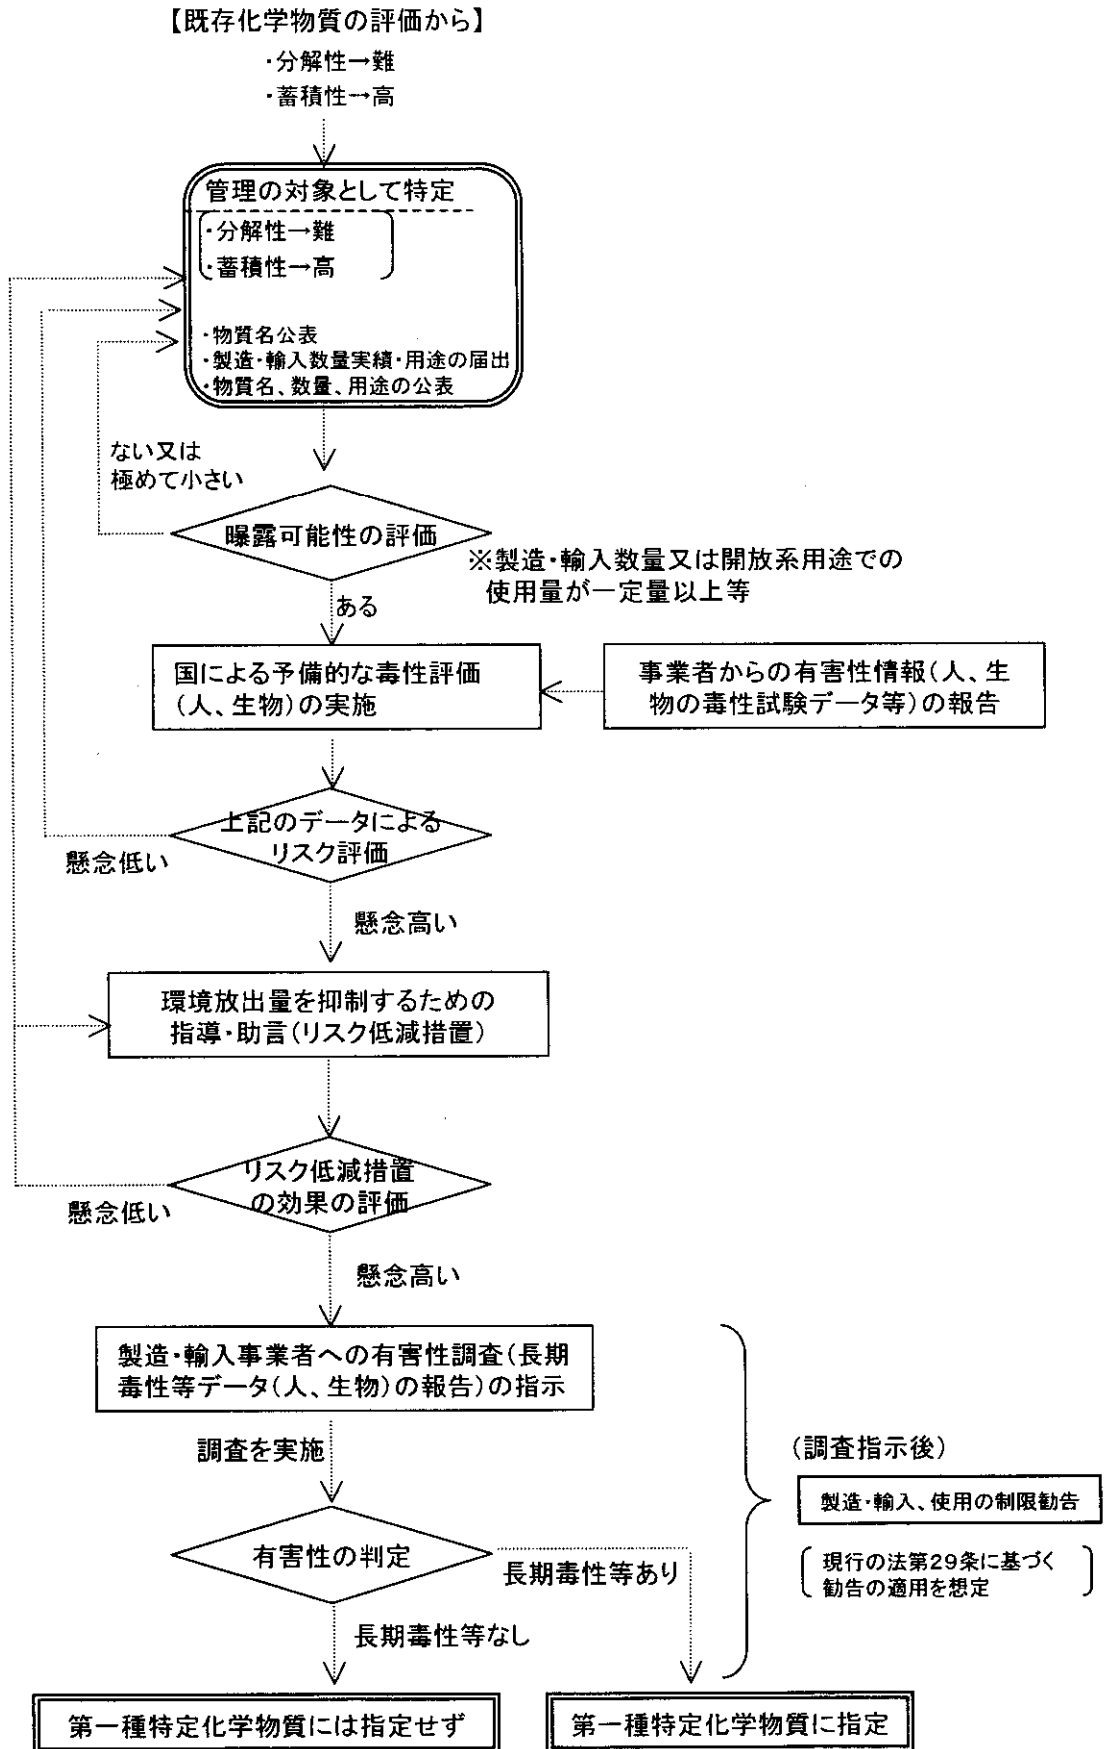 【既存化学物質の評価から】
・分解性→難
・蓄積性→高
管理の対象として特定
・分解性→難
・蓄積性→高
・物質名公表
・製造・輸入数量実績・用途の届出
・物質名、数量、用途の公表
ない又は
極めて小さい
曝露可能性の評価
※製造・輸入数量又は開放系用途での
使用量が一定量以上等
ある
国による予備的な毒性評価
(人、生物)の実施
事業者からの有害性情報(人、生
物の毒性試験データ等)の報告
上記のデータによる
リスク評価
懸念低い
懸念高い
環境放出量を抑制するための
指導・助言(リスク低減措置)
リスク低減措置
の効果の評価
懸念低い
懸念高い
製造・輸入事業者への有害性調査(長期
毒性等データ(人、生物)の報告)の指示
調査を実施
(調査指示後)
製造・輸入、使用の制限勧告
現行の法第29条に基づく
勧告の適用を想定
有害性の判定
長期毒性等あり
長期毒性等なし
第一種特定化学物質には指定せず
第一種特定化学物質に指定